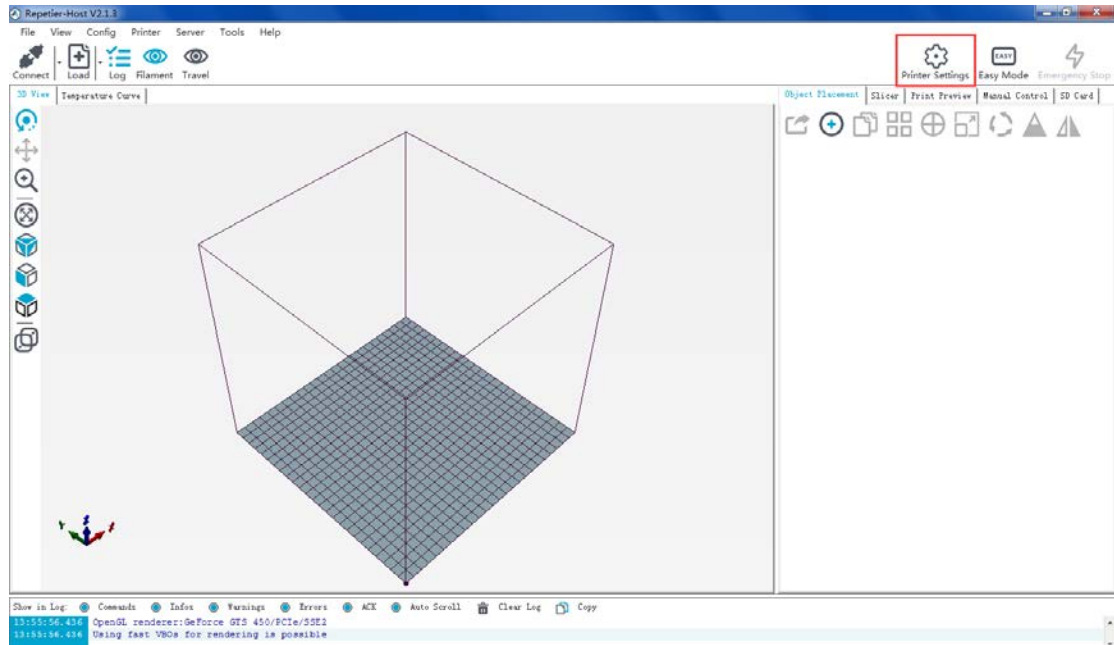 Repetier-Host V2.1.3
File View Config Printer Server Tools Help
Connect Load Log Filament Travel Printer Settings EASY Easy Mode Emergency Stop
3D View Temperature Curve Object Placement Slicer Print Preview Manual Control SD Card
Show in Log: Commands Infos Warnings Errors ACK Auto Scroll Clear Log Copy
13:55:56.436 OpenGL renderer:GeForce GTS 450/PCIe/SSE2
13:55:56.436 Using fast VBOs for rendering is possible